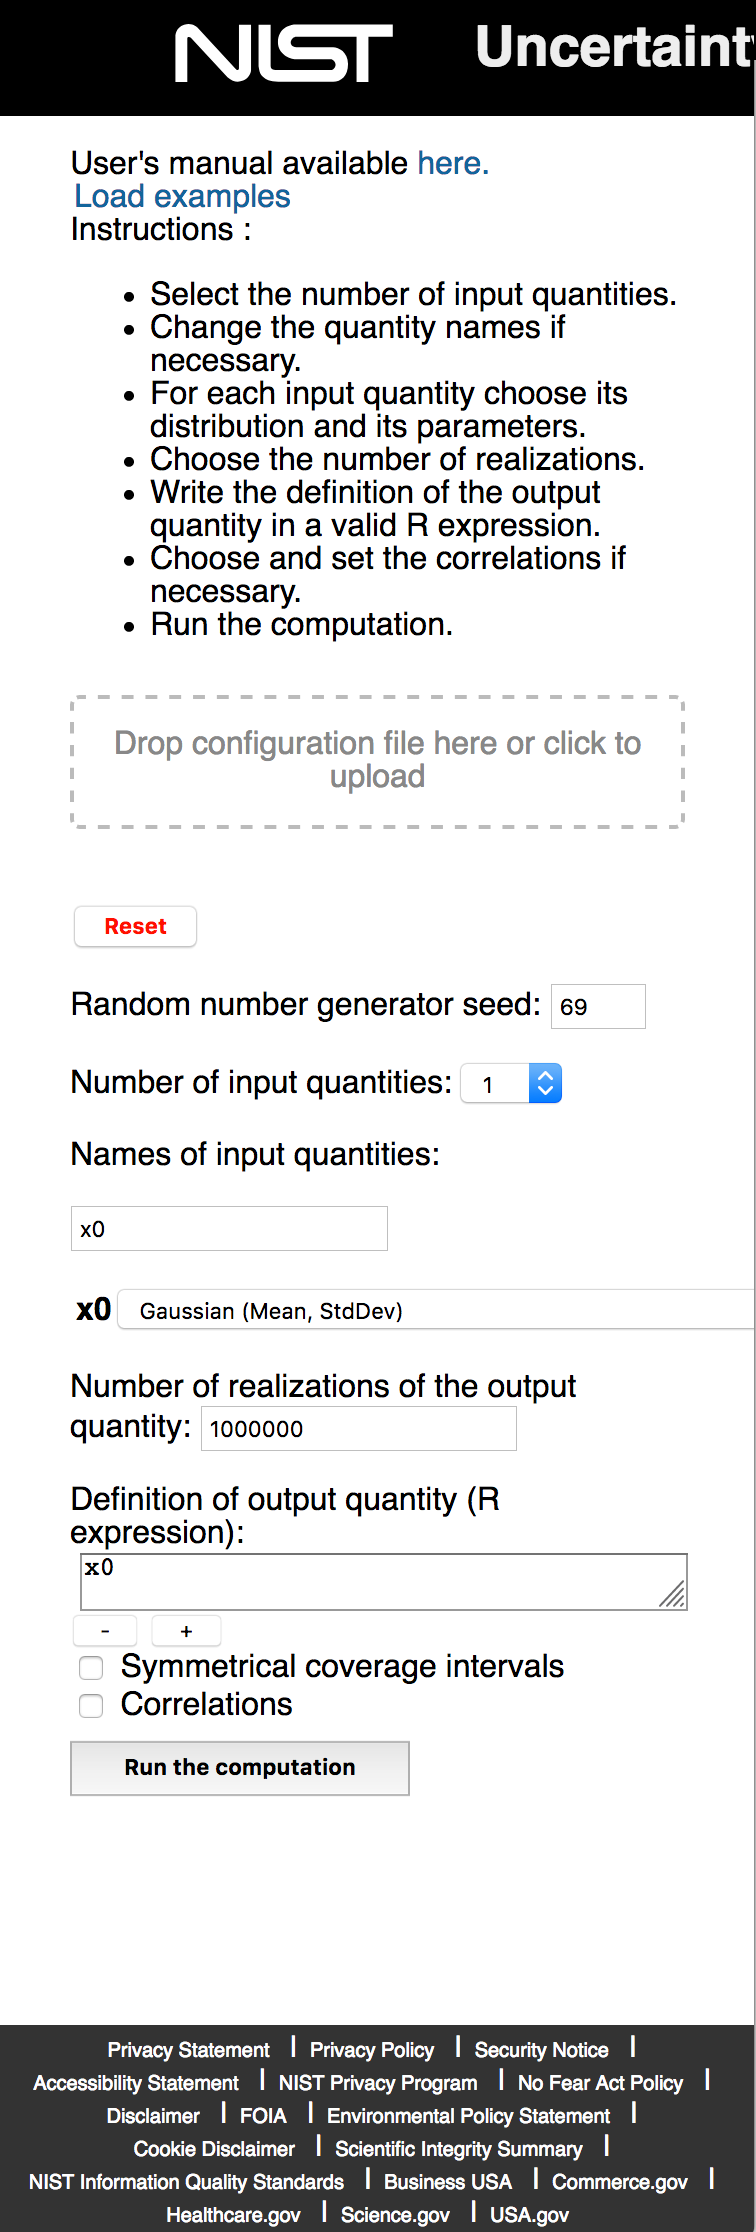 NIST Uncertainty
User's manual available here.
Load examples
Instructions :
• Select the number of input quantities.
• Change the quantity names if
necessary.
• For each input quantity choose its
distribution and its parameters.
• Choose the number of realizations.
• Write the definition of the output
quantity in a valid R expression.
• Choose and set the correlations if
necessary.
• Run the computation.
Drop configuration file here or click to
upload
Reset
Random number generator seed: 69
Number of input quantities: 1
Names of input quantities:
x0
x0 Gaussian (Mean, StdDev)
Number of realizations of the output
quantity: 1000000
Definition of output quantity (R
expression):
x0
- +
Symmetrical coverage intervals
Correlations
Run the computation
Privacy Statement | Privacy Policy | Security Notice |
Accessibility Statement | NIST Privacy Program | No Fear Act Policy |
Disclaimer | FOIA | Environmental Policy Statement |
Cookie Disclaimer | Scientific Integrity Summary |
NIST Information Quality Standards | Business USA | Commerce.gov |
Healthcare.gov | Science.gov | USA.gov